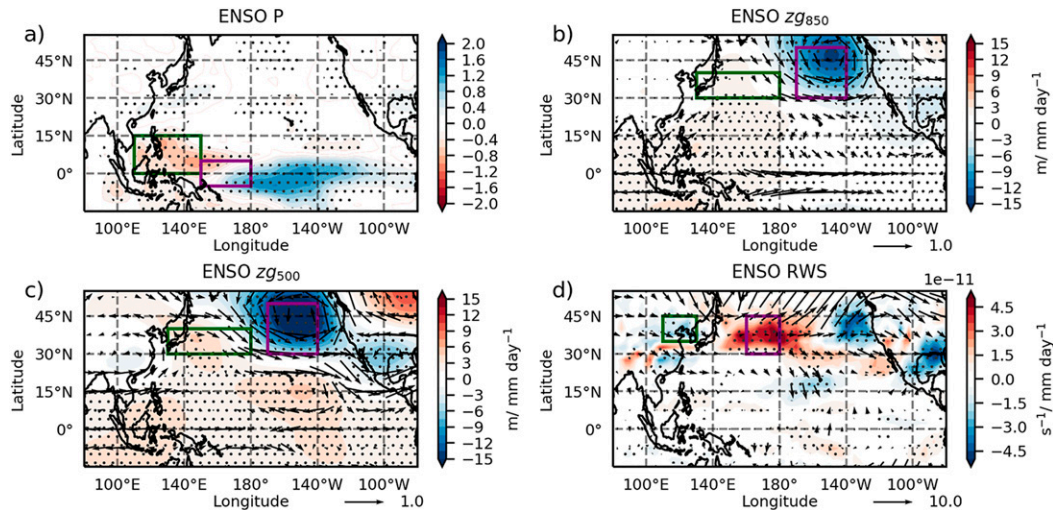 ENSO P
a)
45°N
30°N
15°N
0°
Latitude
100°E 140°E 180° 140°W 100°W
Longitude
2.0
1.6
1.2
0.8
0.4
0.0
−0.4
−0.8
−1.2
−1.6
−2.0
ENSO zg850
b)
45°N
30°N
15°N
0°
Latitude
100°E 140°E 180° 140°W 100°W
Longitude
1.0
15
12
9
6
3
0
−3
−6
−9
−12
−15
m/ mm day−1
ENSO zg500
c)
45°N
30°N
15°N
0°
Latitude
100°E 140°E 180° 140°W 100°W
Longitude
1.0
15
12
9
6
3
0
−3
−6
−9
−12
−15
m/ mm day−1
ENSO RWS
d)
1e−11
45°N
30°N
15°N
0°
Latitude
100°E 140°E 180° 140°W 100°W
Longitude
10.0
4.5
3.0
1.5
0.0
−1.5
−3.0
−4.5
s−1/ mm day−1